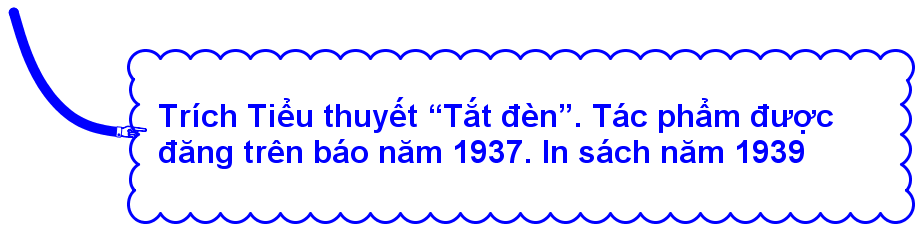 Trích Tiểu thuyết “Tắt đèn”. Tác phẩm được
đăng trên báo năm 1937. In sách năm 1939